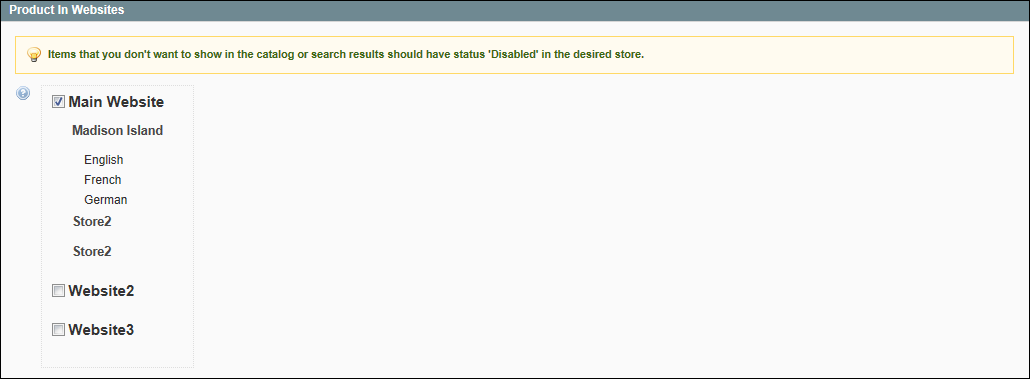 Product In Websites
Items that you don't want to show in the catalog or search results should have status 'Disabled' in the desired store.
Main Website
Madison Island
English
French
German
Store2
Store2
Website2
Website3